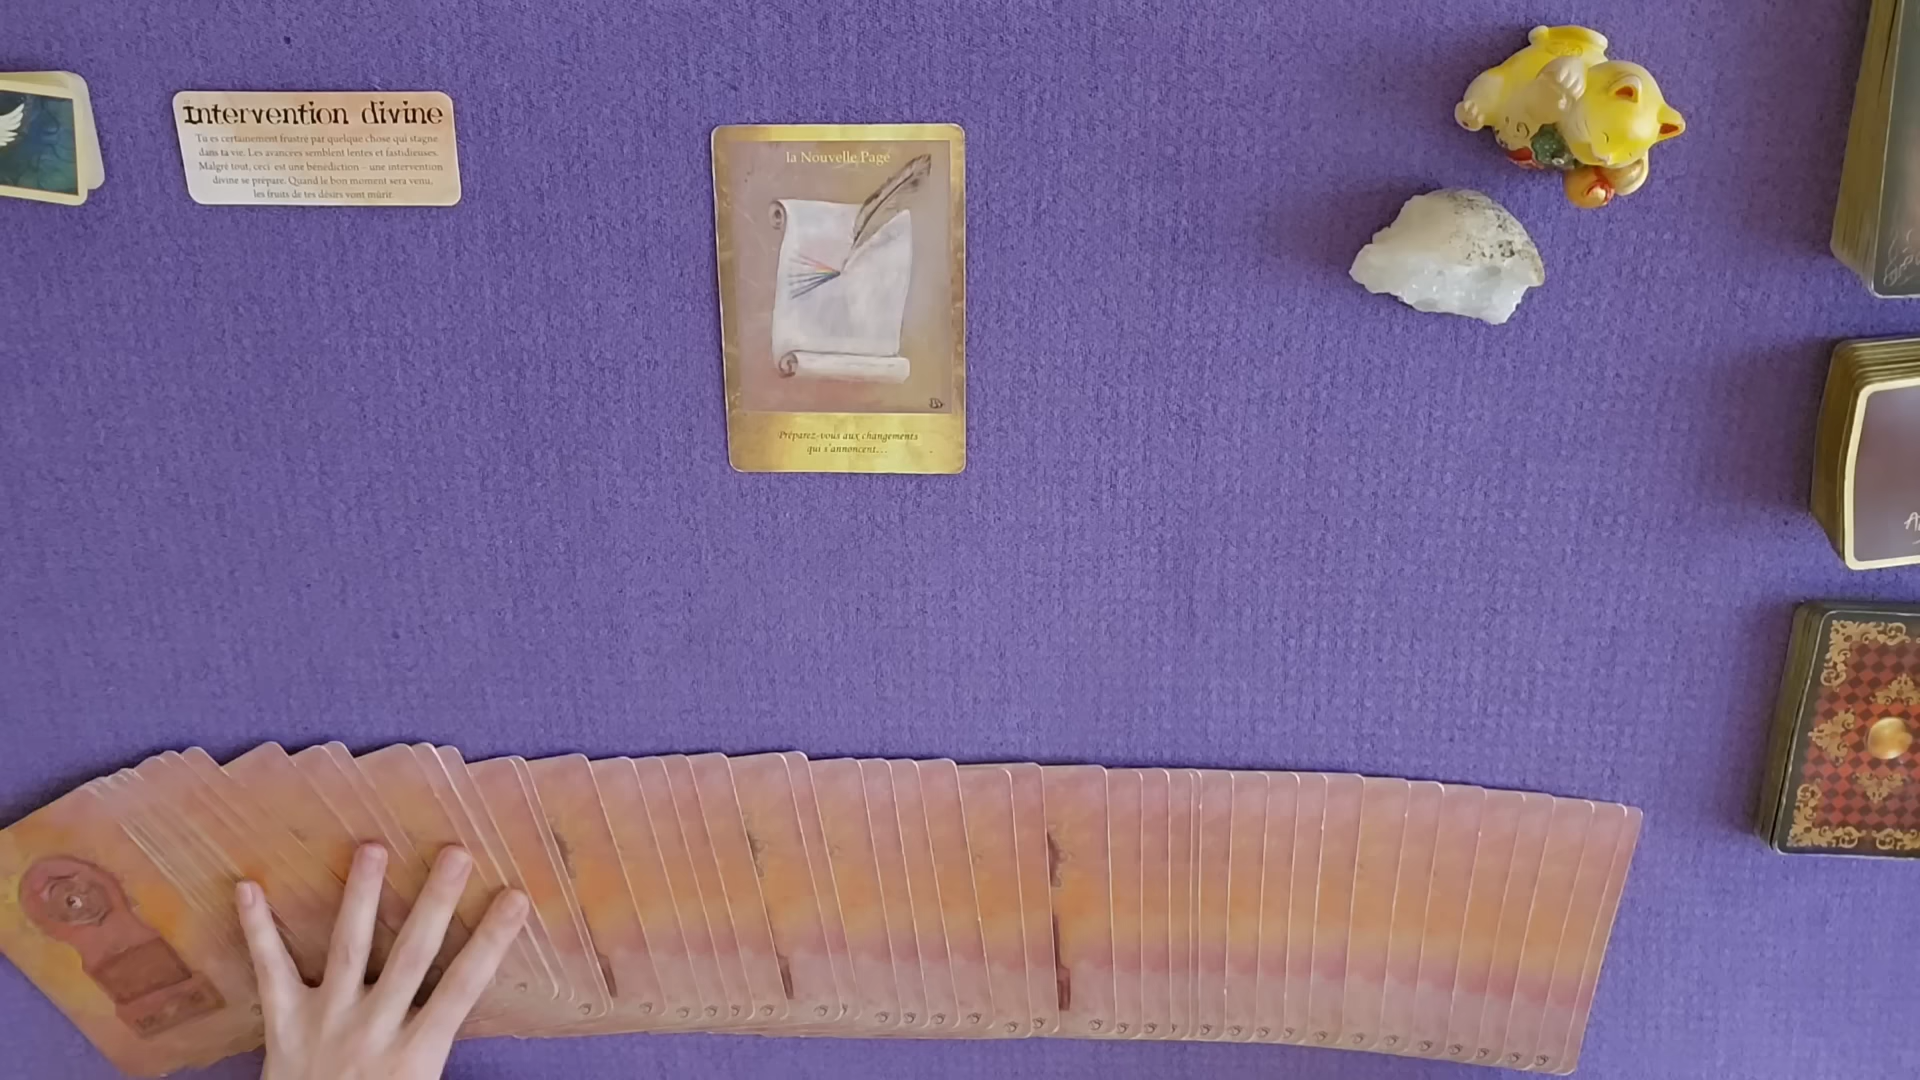 Intervention divine
Tu es certainement frustré par quelque chose qui stagne
dans ta vie. Les avancées semblent lentes et fastidieuses.
Malgré tout, ceci est une bénédiction – une intervention
divine se prépare. Quand le bon moment sera venu,
les fruits de tes désirs vont mûrir.
la Nouvelle Page
Préparez-vous aux changements
qui s'annoncent...